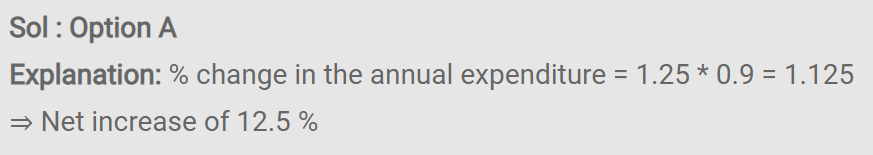 Sol : Option A
Explanation: % change in the annual expenditure = 1.25 * 0.9 = 1.125
⇒ Net increase of 12.5 %